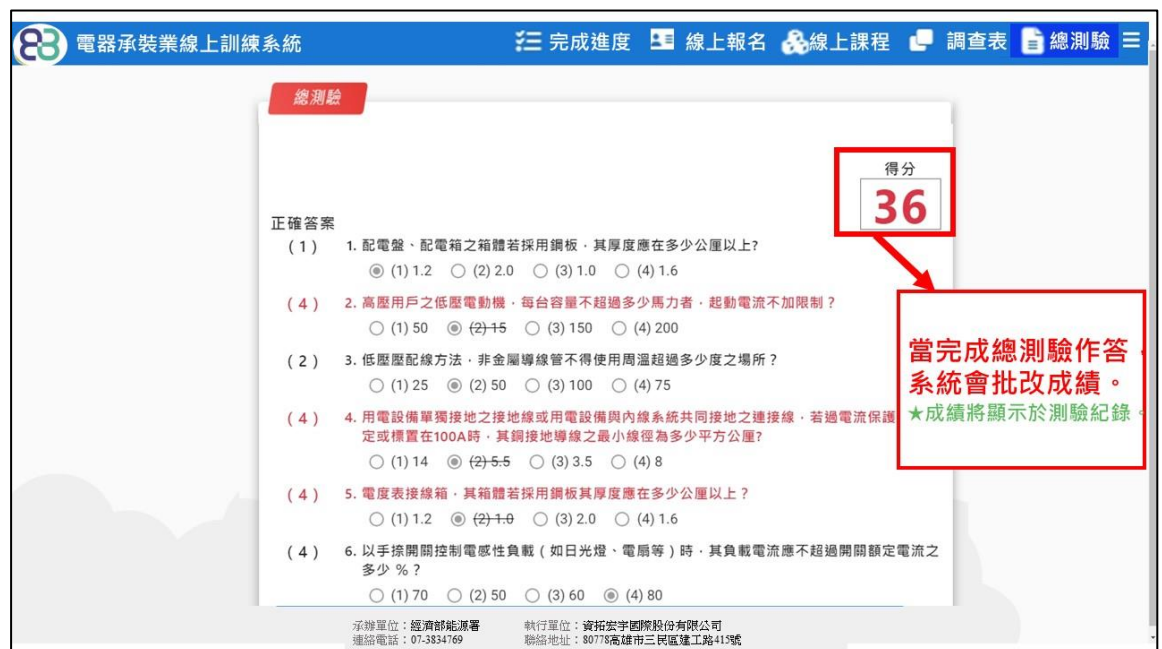 電器承裝業線上訓練系統
完成進度 線上報名 線上課程 調查表 總測驗
總測驗
得分
36
正確答案
(1) 1. 配電盤、配電箱之箱體若採用鋼板，其厚度應在多少公厘以上?
(1) 1.2 (2) 2.0 (3) 1.0 (4) 1.6
(4) 2. 高壓用戶之低壓電動機，每台容量不超過多少馬力者，起動電流不加限制？
(1) 50 (2) 15 (3) 150 (4) 200
(2) 3. 低壓壓配線方法，非金屬導線管不得使用周溫超過多少度之場所？
(1) 25 (2) 50 (3) 100 (4) 75
(4) 4. 用電設備單獨接地之接地線或用電設備與內線系統共同接地之連接線，若過電流保護
定或標置在100A時，其銅接地導線之最小線徑為多少平方公厘?
(1) 14 (2) 5.5 (3) 3.5 (4) 8
(4) 5. 電度表接線箱，其箱體若採用鋼板其厚度應在多少公厘以上？
(1) 1.2 (2) 1.0 (3) 2.0 (4) 1.6
(4) 6. 以手捺開關控制電感性負載（如日光燈、電扇等）時，其負載電流應不超過開關額定電流之
多少 %？
(1) 70 (2) 50 (3) 60 (4) 80
當完成總測驗作答，
系統會批改成績。
★成績將顯示於測驗紀錄。
承辦單位：經濟部能源署 執行單位：資拓宏宇國際股份有限公司
連絡電話：07-3834769 聯絡地址：80778高雄市三民區建工路415號